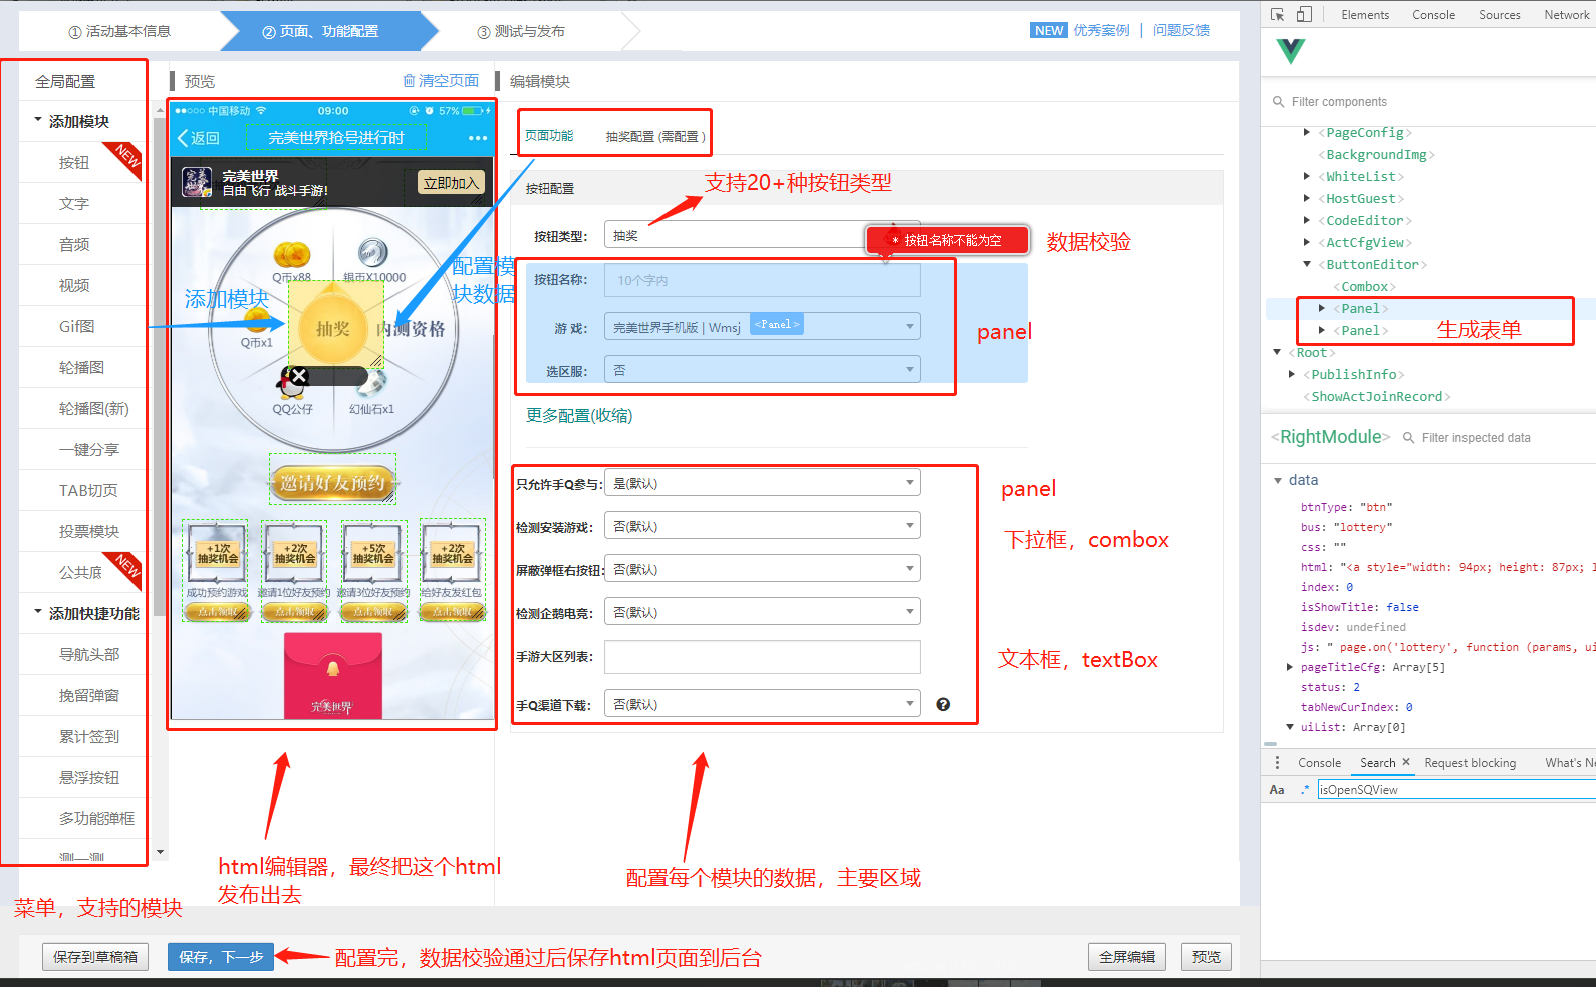 ① 活动基本信息
② 页面、功能配置
③ 测试与发布
NEW 优秀案例 | 问题反馈
全局配置
添加模块
按钮
NEW
文字
音频
视频
Gif图
轮播图
轮播图(新)
一键分享
TAB切页
投票模块
公共底
NEW
添加快捷功能
导航头部
挽留弹窗
累计签到
悬浮按钮
多功能弹框
测一测
菜单，支持的模块
预览
清空页面
中国移动
09:00
57%
返回
完美世界抢号进行时
完美世界
自由飞行 战斗手游!
立即加入
Q币x88
银币X10000
添加模块
配置模
块数据
抽奖
内测资格
Q币x1
QQ公仔
幻仙石x1
邀请好友预约
+1次
抽奖机会
+2次
抽奖机会
+5次
抽奖机会
+2次
抽奖机会
成功预约游戏
邀请1位好友预约
邀请3位好友预约
给好友发红包
点击领取
点击领取
点击领取
点击领取
完美世界
html编辑器，最终把这个html
发布出去
编辑模块
页面功能
抽奖配置 (需配置)
按钮配置
支持20+种按钮类型
按钮类型：
抽奖
* 按钮名称不能为空
数据校验
按钮名称：
10个字内
游 戏：
完美世界手机版 | Wmsj
<Panel>
panel
选区服：
否
更多配置(收缩)
只允许手Q参与：
是(默认)
panel
检测安装游戏：
否(默认)
下拉框，combox
屏蔽弹框右按钮：
否(默认)
检测企鹅电竞：
否(默认)
手游大区列表：
文本框，textBox
手Q渠道下载：
否(默认)
配置每个模块的数据，主要区域
保存到草稿箱
保存，下一步
配置完，数据校验通过后保存html页面到后台
全屏编辑
预览
Elements
Console
Sources
Network
Filter components
<PageConfig>
<BackgroundImg>
<WhiteList>
<HostGuest>
<CodeEditor>
<ActCfgView>
<ButtonEditor>
<Combox>
<Panel>
<Panel>
生成表单
<Root>
<PublishInfo>
<ShowActJoinRecord>
<RightModule>
Filter inspected data
data
btnType: "btn"
bus: "lottery"
css: ""
html: "<a style="width: 94px; height: 87px; l
index: 0
isShowTitle: false
isdev: undefined
js: " page.on('lottery', function (params, ui
pageTitleCfg: Array[5]
status: 2
tabNewCurIndex: 0
uiList: Array[0]
Console
Search ×
Request blocking
What's Ne
Aa
.*
isOpenSQView